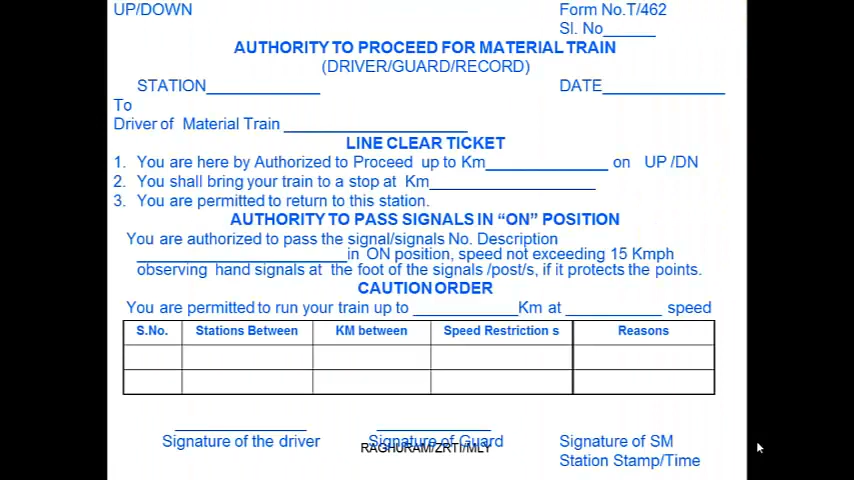 UP/DOWN Form No.T/462
Sl. No______
AUTHORITY TO PROCEED FOR MATERIAL TRAIN
(DRIVER/GUARD/RECORD)
STATION_____________ DATE______________
To
Driver of Material Train _____________________
LINE CLEAR TICKET
1. You are here by Authorized to Proceed up to Km______________ on UP /DN
2. You shall bring your train to a stop at Km___________________
3. You are permitted to return to this station.
AUTHORITY TO PASS SIGNALS IN “ON” POSITION
You are authorized to pass the signal/signals No. Description
________________________in ON position, speed not exceeding 15 Kmph
observing hand signals at the foot of the signals /post/s, if it protects the points.
CAUTION ORDER
You are permitted to run your train up to ____________Km at ___________ speed
S.No. Stations Between KM between Speed Restriction s Reasons
Signature of the driver Signature of Guard Signature of SM
RAGHURAM/ZRTI/MLY
Station Stamp/Time